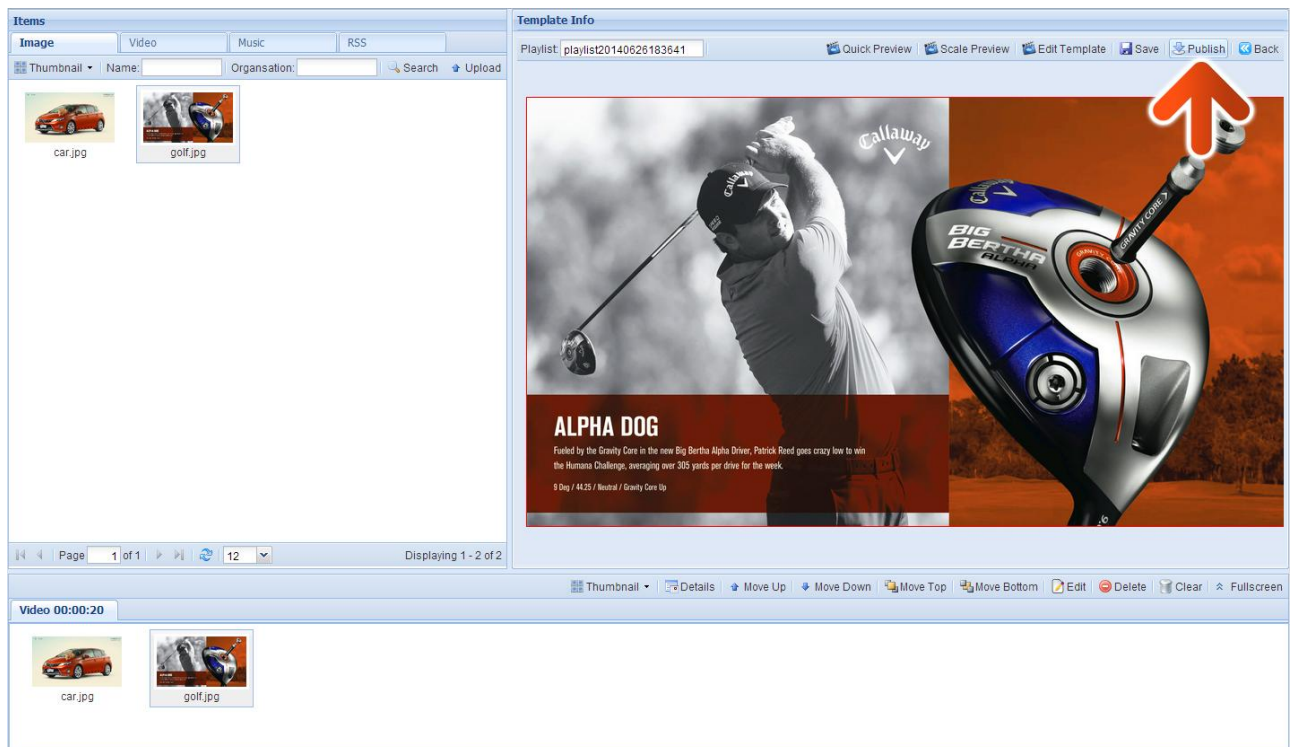 Items
Image Video Music RSS
Thumbnail Name: Organsation: Search Upload
car.jpg golf.jpg
Page 1 of 1 12 Displaying 1 - 2 of 2
Template Info
Playlist: playlist20140626183641 Quick Preview Scale Preview Edit Template Save Publish Back
Callaway
Callaway
Callaway
BIG
BERTHA
ALPHA
GRAVITY CORE
ALPHA DOG
Fueled by the Gravity Core in the new Big Bertha Alpha Driver, Patrick Reed goes crazy low to win
the Humana Challenge, averaging over 305 yards per drive for the week.
9 Deg / 44.25 / Neutral / Gravity Core Up
Thumbnail Details Move Up Move Down Move Top Move Bottom Edit Delete Clear Fullscreen
Video 00:00:20
car.jpg golf.jpg